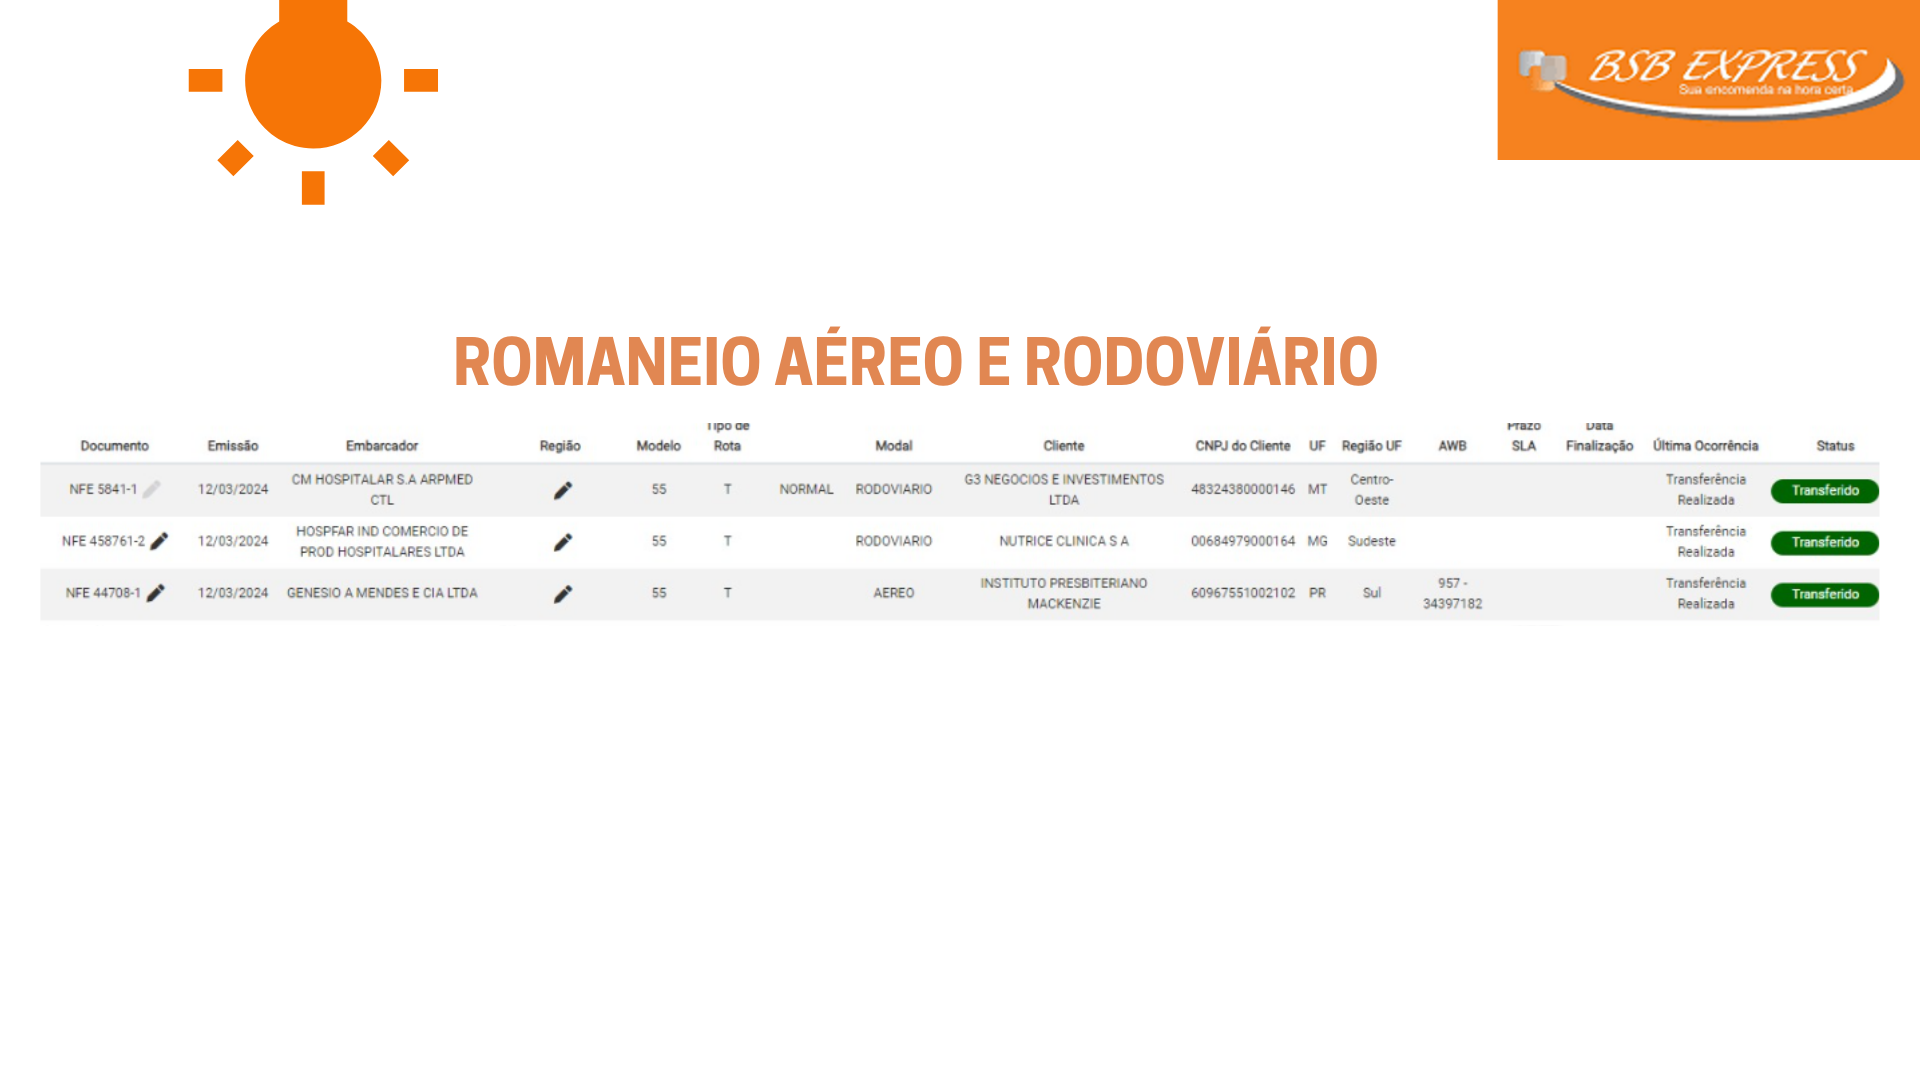 BSB EXPRESS
Sua encomenda na hora certa
ROMANEIO AÉREO E RODOVIÁRIO
Documento Emissão Embarcador Região Modelo Tipo de Rota Modal Cliente CNPJ do Cliente UF Região UF AWB Prazo SLA Data Finalização Última Ocorrência Status
NFE 5841-1 12/03/2024 CM HOSPITALAR S.A ARPMED CTL 55 T NORMAL RODOVIARIO G3 NEGOCIOS E INVESTIMENTOS LTDA 48324380000146 MT Centro-Oeste Transferência Realizada Transferido
NFE 458761-2 12/03/2024 HOSPFAR IND COMERCIO DE PROD HOSPITALARES LTDA 55 T RODOVIARIO NUTRICE CLINICA S A 00684979000164 MG Sudeste Transferência Realizada Transferido
NFE 44708-1 12/03/2024 GENESIO A MENDES E CIA LTDA 55 T AEREO INSTITUTO PRESBITERIANO MACKENZIE 60967551002102 PR Sul 957 - 34397182 Transferência Realizada Transferido